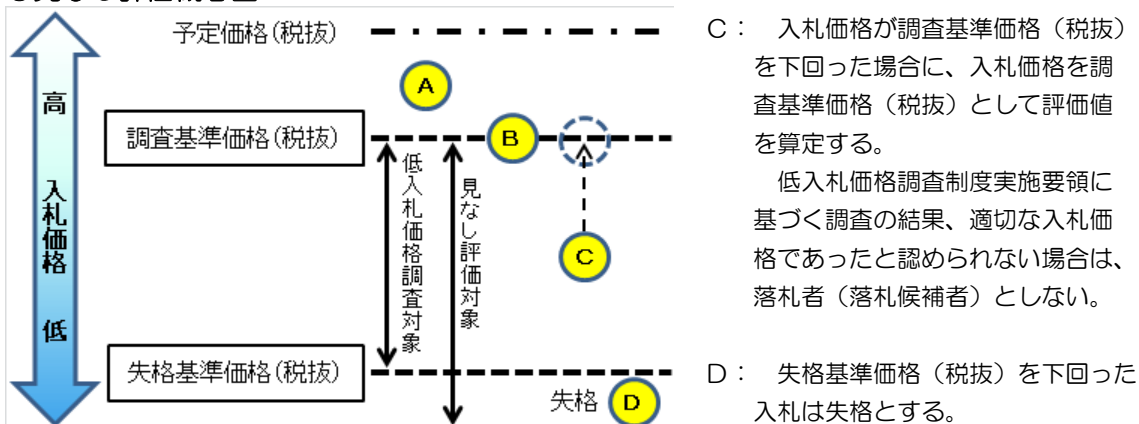 予定価格(税抜)
A
高
調査基準価格(税抜)
B
低入札価格調査対象
見なし評価対象
入札価格
C
低
失格基準価格(税抜)
失格
D
C： 入札価格が調査基準価格（税抜）
を下回った場合に、入札価格を調
査基準価格（税抜）として評価値
を算定する。
低入札価格調査制度実施要領に
基づく調査の結果、適切な入札価
格であったと認められない場合は、
落札者（落札候補者）としない。
D： 失格基準価格（税抜）を下回った
入札は失格とする。